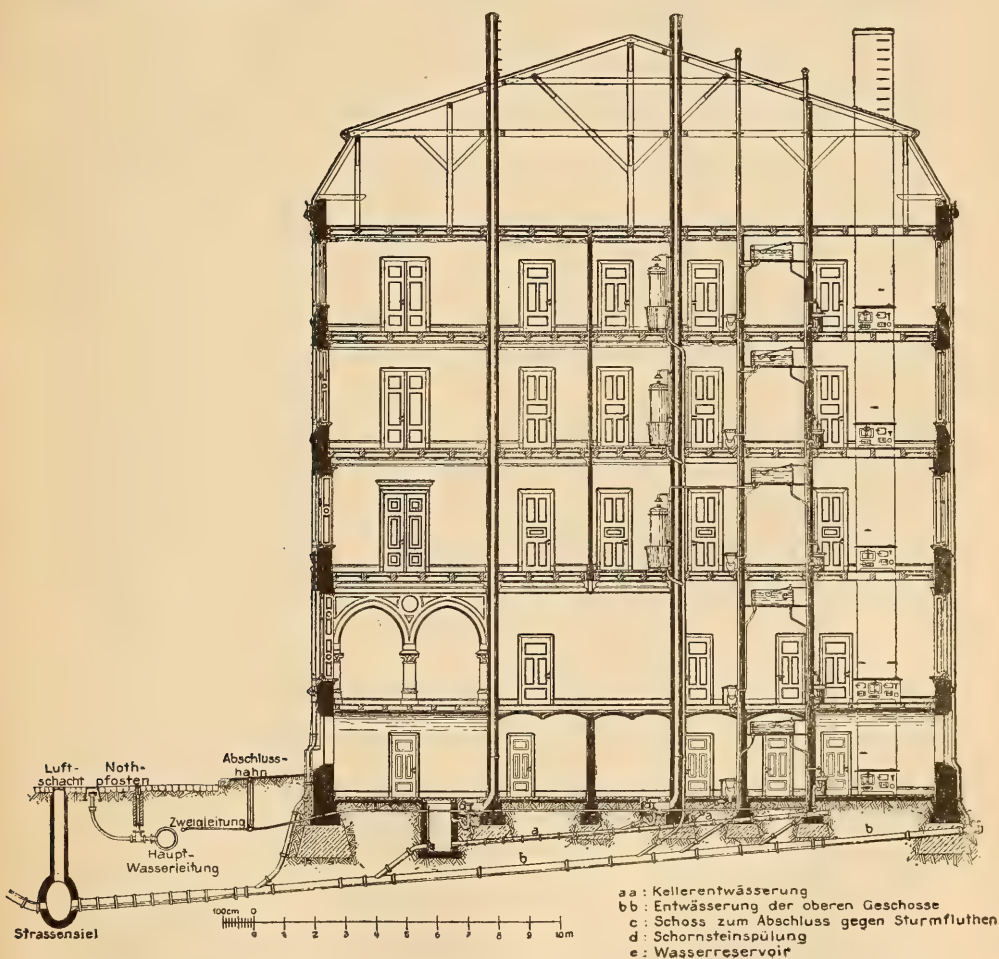 Luft-
schacht
Noth-
pfosten
Abschluss-
hahn
Zweigleitung
Haupt-
Wasserleitung
Strassensiel
a
a
b
b
100cm 0
0 1 2 3 4 5 6 7 8 9 10m
aa : Kellerentwässerung
bb : Entwässerung der oberen Geschosse
c : Schoss zum Abschluss gegen Sturmfluthen
d : Schornsteinspülung
e : Wasserreservoir